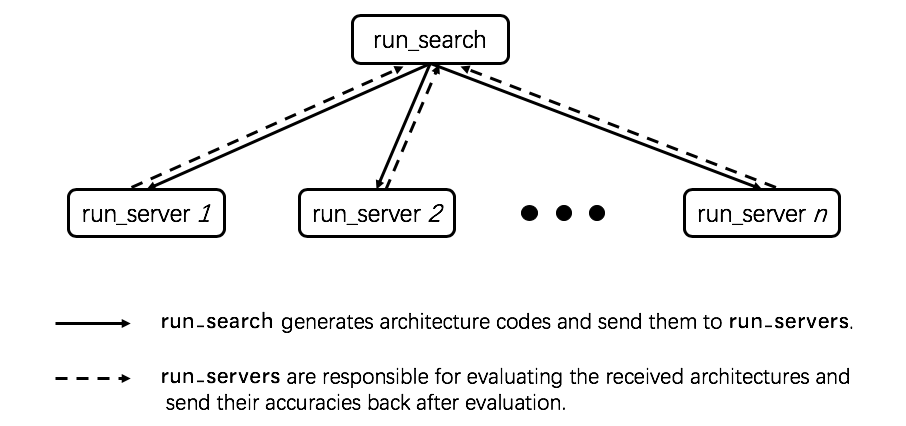 run_search
run_server 1
run_server 2
run_server n
run_search generates architecture codes and send them to run_servers.
run_servers are responsible for evaluating the received architectures and
send their accuracies back after evaluation.